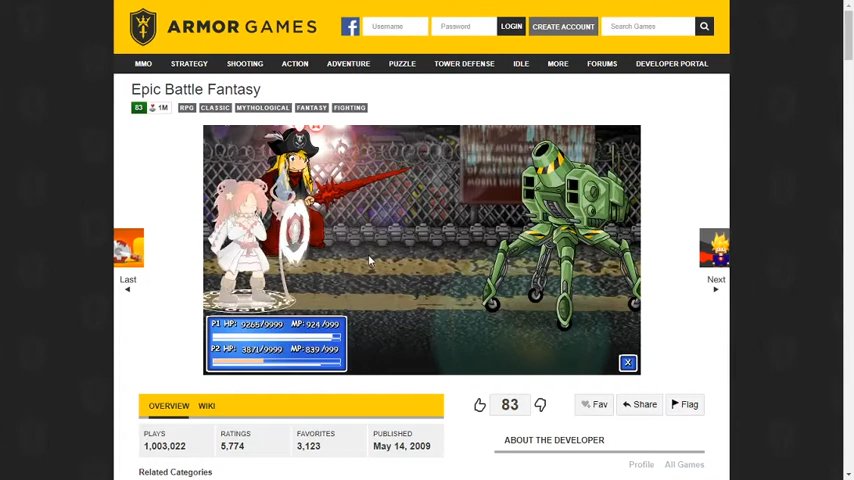 ARMOR GAMES
Username
Password
LOGIN
CREATE ACCOUNT
Search Games
MMO STRATEGY SHOOTING ACTION ADVENTURE PUZZLE TOWER DEFENSE IDLE MORE FORUMS DEVELOPER PORTAL
Epic Battle Fantasy
83 1M RPG CLASSIC MYTHOLOGICAL FANTASY FIGHTING
Last
Next
P1 HP: 9265/9999 MP: 924/999
P2 HP: 3871/9999 MP: 839/999
X
OVERVIEW WIKI
83
Fav
Share
Flag
PLAYS RATINGS FAVORITES PUBLISHED
1,003,022 5,774 3,123 May 14, 2009
ABOUT THE DEVELOPER
Profile All Games
Related Categories